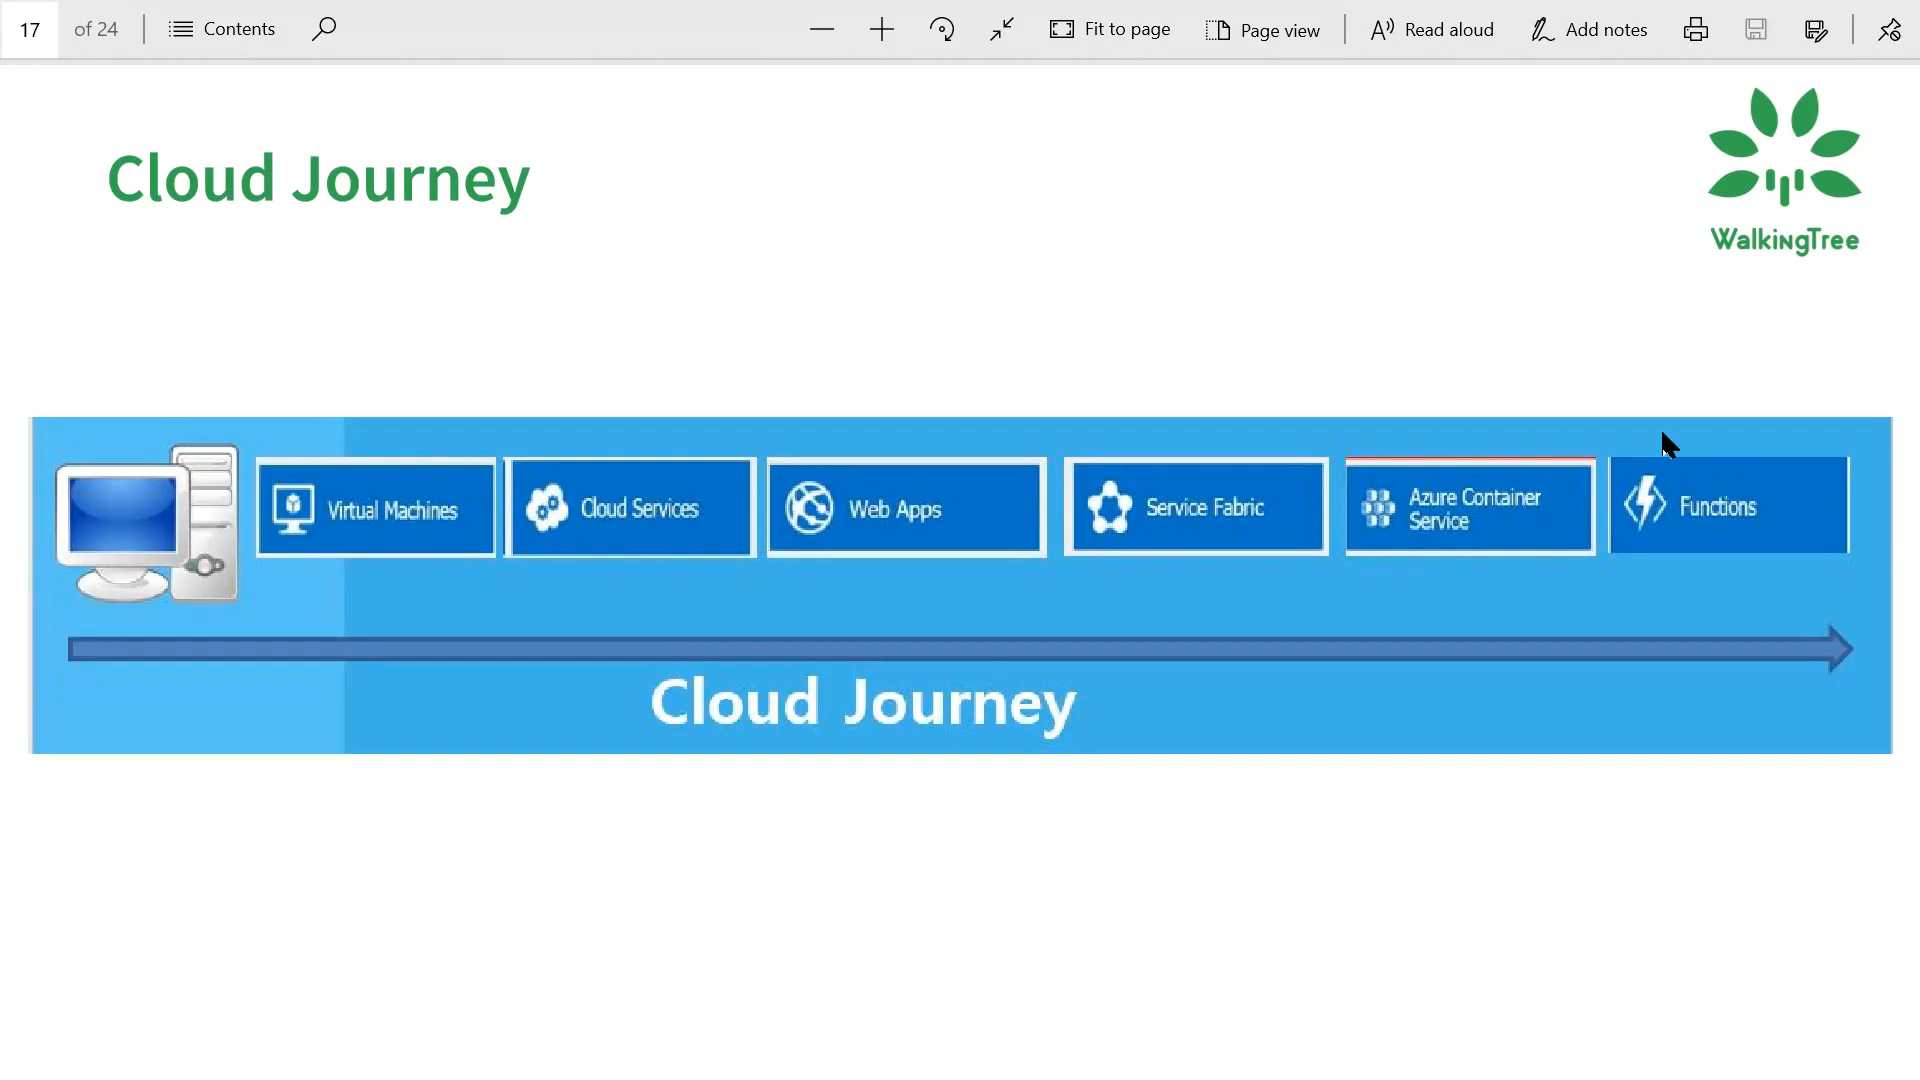 17 of 24 Contents Fit to page Page view Read aloud Add notes
Cloud Journey
WalkingTree
Virtual Machines
Cloud Services
Web Apps
Service Fabric
Azure Container
Service
Functions
Cloud Journey